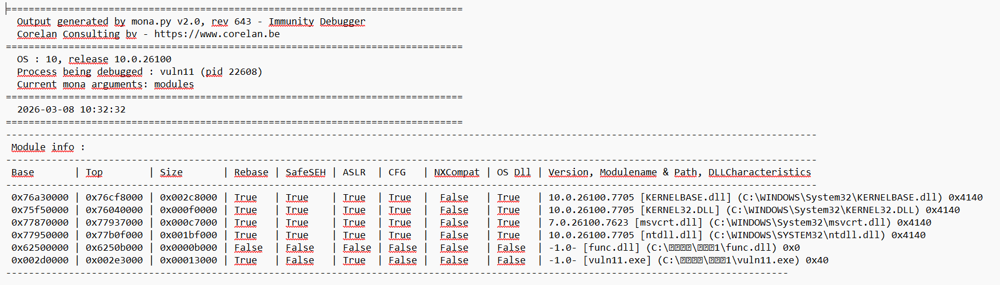 ================================================================================
Output generated by mona.py v2.0, rev 643 - Immunity Debugger
Corelan Consulting bv - https://www.corelan.be
================================================================================
OS : 10, release 10.0.26100
Process being debugged : vuln11 (pid 22608)
Current mona arguments: modules
================================================================================
2026-03-08 10:32:32
================================================================================
----------------------------------------------------------------------------------------------------------------------------------------------
Module info :
----------------------------------------------------------------------------------------------------------------------------------------------
Base | Top | Size | Rebase | SafeSEH | ASLR | CFG | NXCompat | OS Dll | Version, Modulename & Path, DLLCharacteristics
----------------------------------------------------------------------------------------------------------------------------------------------
0x76a30000 | 0x76cf8000 | 0x002c8000 | True | True | True | True | False | True | 10.0.26100.7705 [KERNELBASE.dll] (C:\WINDOWS\System32\KERNELBASE.dll) 0x4140
0x75f50000 | 0x76040000 | 0x000f0000 | True | True | True | True | False | True | 10.0.26100.7705 [KERNEL32.DLL] (C:\WINDOWS\System32\KERNEL32.DLL) 0x4140
0x77870000 | 0x77937000 | 0x000c7000 | True | True | True | True | False | True | 7.0.26100.7623 [msvcrt.dll] (C:\WINDOWS\System32\msvcrt.dll) 0x4140
0x77950000 | 0x77b0f000 | 0x001bf000 | True | True | True | True | False | True | 10.0.26100.7705 [ntdll.dll] (C:\WINDOWS\SYSTEM32\ntdll.dll) 0x4140
0x62500000 | 0x6250b000 | 0x0000b000 | False | False | False | False | False | False | -1.0- [func.dll] (C:\\1\func.dll) 0x0
0x002d0000 | 0x002e3000 | 0x00013000 | True | False | True | False | False | False | -1.0- [vuln11.exe] (C:\\1\vuln11.exe) 0x40
-----------------------------------------------------------------------------------------------------------------------------------------